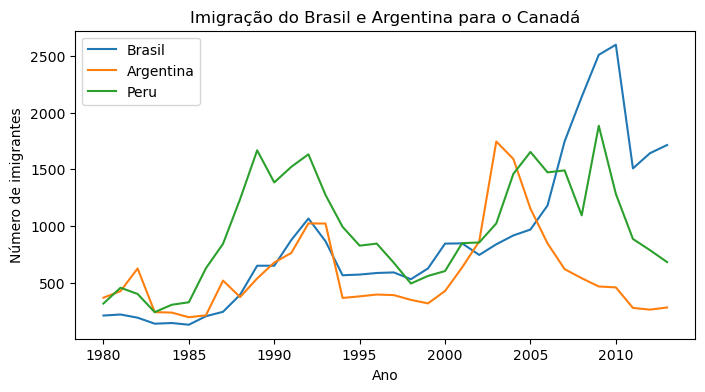 Imigração do Brasil e Argentina para o Canadá
Brasil
Argentina
Peru
Número de imigrantes
2500
2000
1500
1000
500
1980 1985 1990 1995 2000 2005 2010
Ano